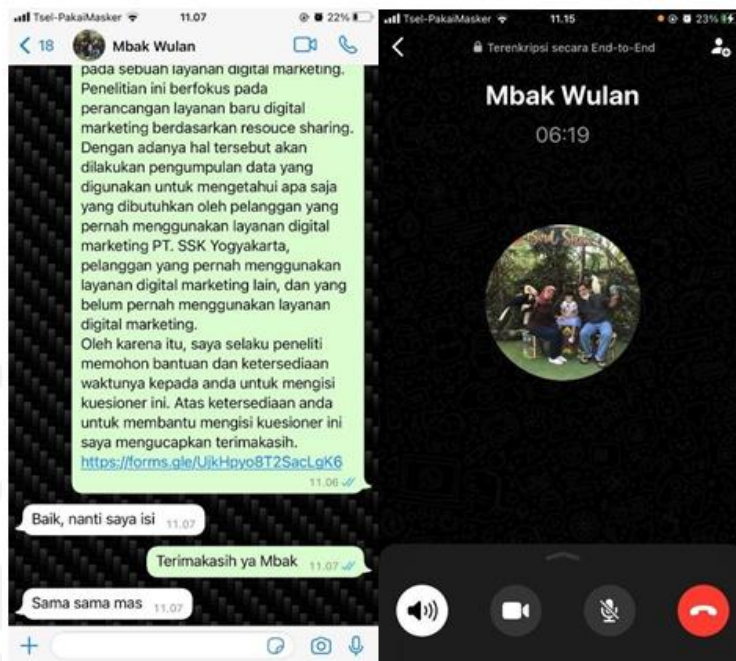 Tsel-PakaiMasker 11.07 22%
18 Mbak Wulan
pada sebuah layanan digital marketing.
Penelitian ini berfokus pada
perancangan layanan baru digital
marketing berdasarkan resouce sharing.
Dengan adanya hal tersebut akan
dilakukan pengumpulan data yang
digunakan untuk mengetahui apa saja
yang dibutuhkan oleh pelanggan yang
pernah menggunakan layanan digital
marketing PT. SSK Yogyakarta,
pelanggan yang pernah menggunakan
layanan digital marketing lain, dan yang
belum pernah menggunakan layanan
digital marketing.
Oleh karena itu, saya selaku peneliti
memohon bantuan dan ketersediaan
waktunya kepada anda untuk mengisi
kuesioner ini. Atas ketersediaan anda
untuk membantu mengisi kuesioner ini
saya mengucapkan terimakasih.
https://forms.gle/UjkHpyo8T2SacLgK6
11.06
Baik, nanti saya isi 11.07
Terimakasih ya Mbak 11.07
Sama sama mas 11.07
Tsel-PakaiMasker 11.15 23%
Terenkripsi secara End-to-End
Mbak Wulan
06:19